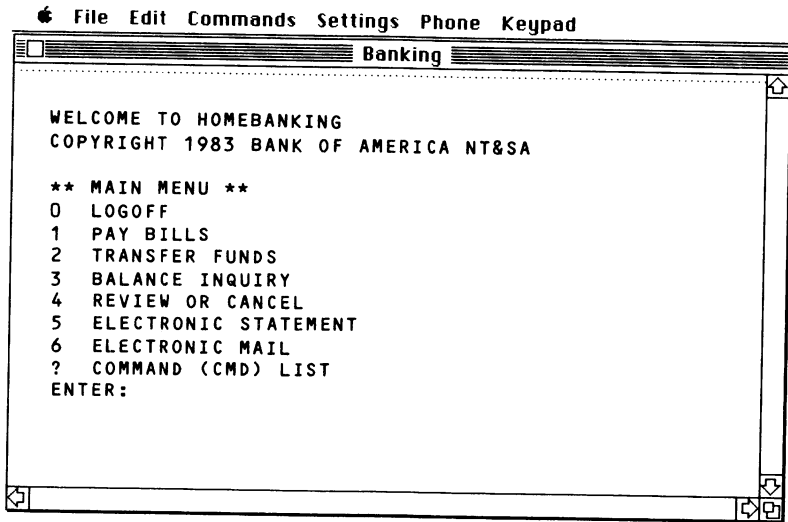 File Edit Commands Settings Phone Keypad
Banking
WELCOME TO HOMEBANKING
COPYRIGHT 1983 BANK OF AMERICA NT&SA
** MAIN MENU **
0 LOGOFF
1 PAY BILLS
2 TRANSFER FUNDS
3 BALANCE INQUIRY
4 REVIEW OR CANCEL
5 ELECTRONIC STATEMENT
6 ELECTRONIC MAIL
? COMMAND (CMD) LIST
ENTER: